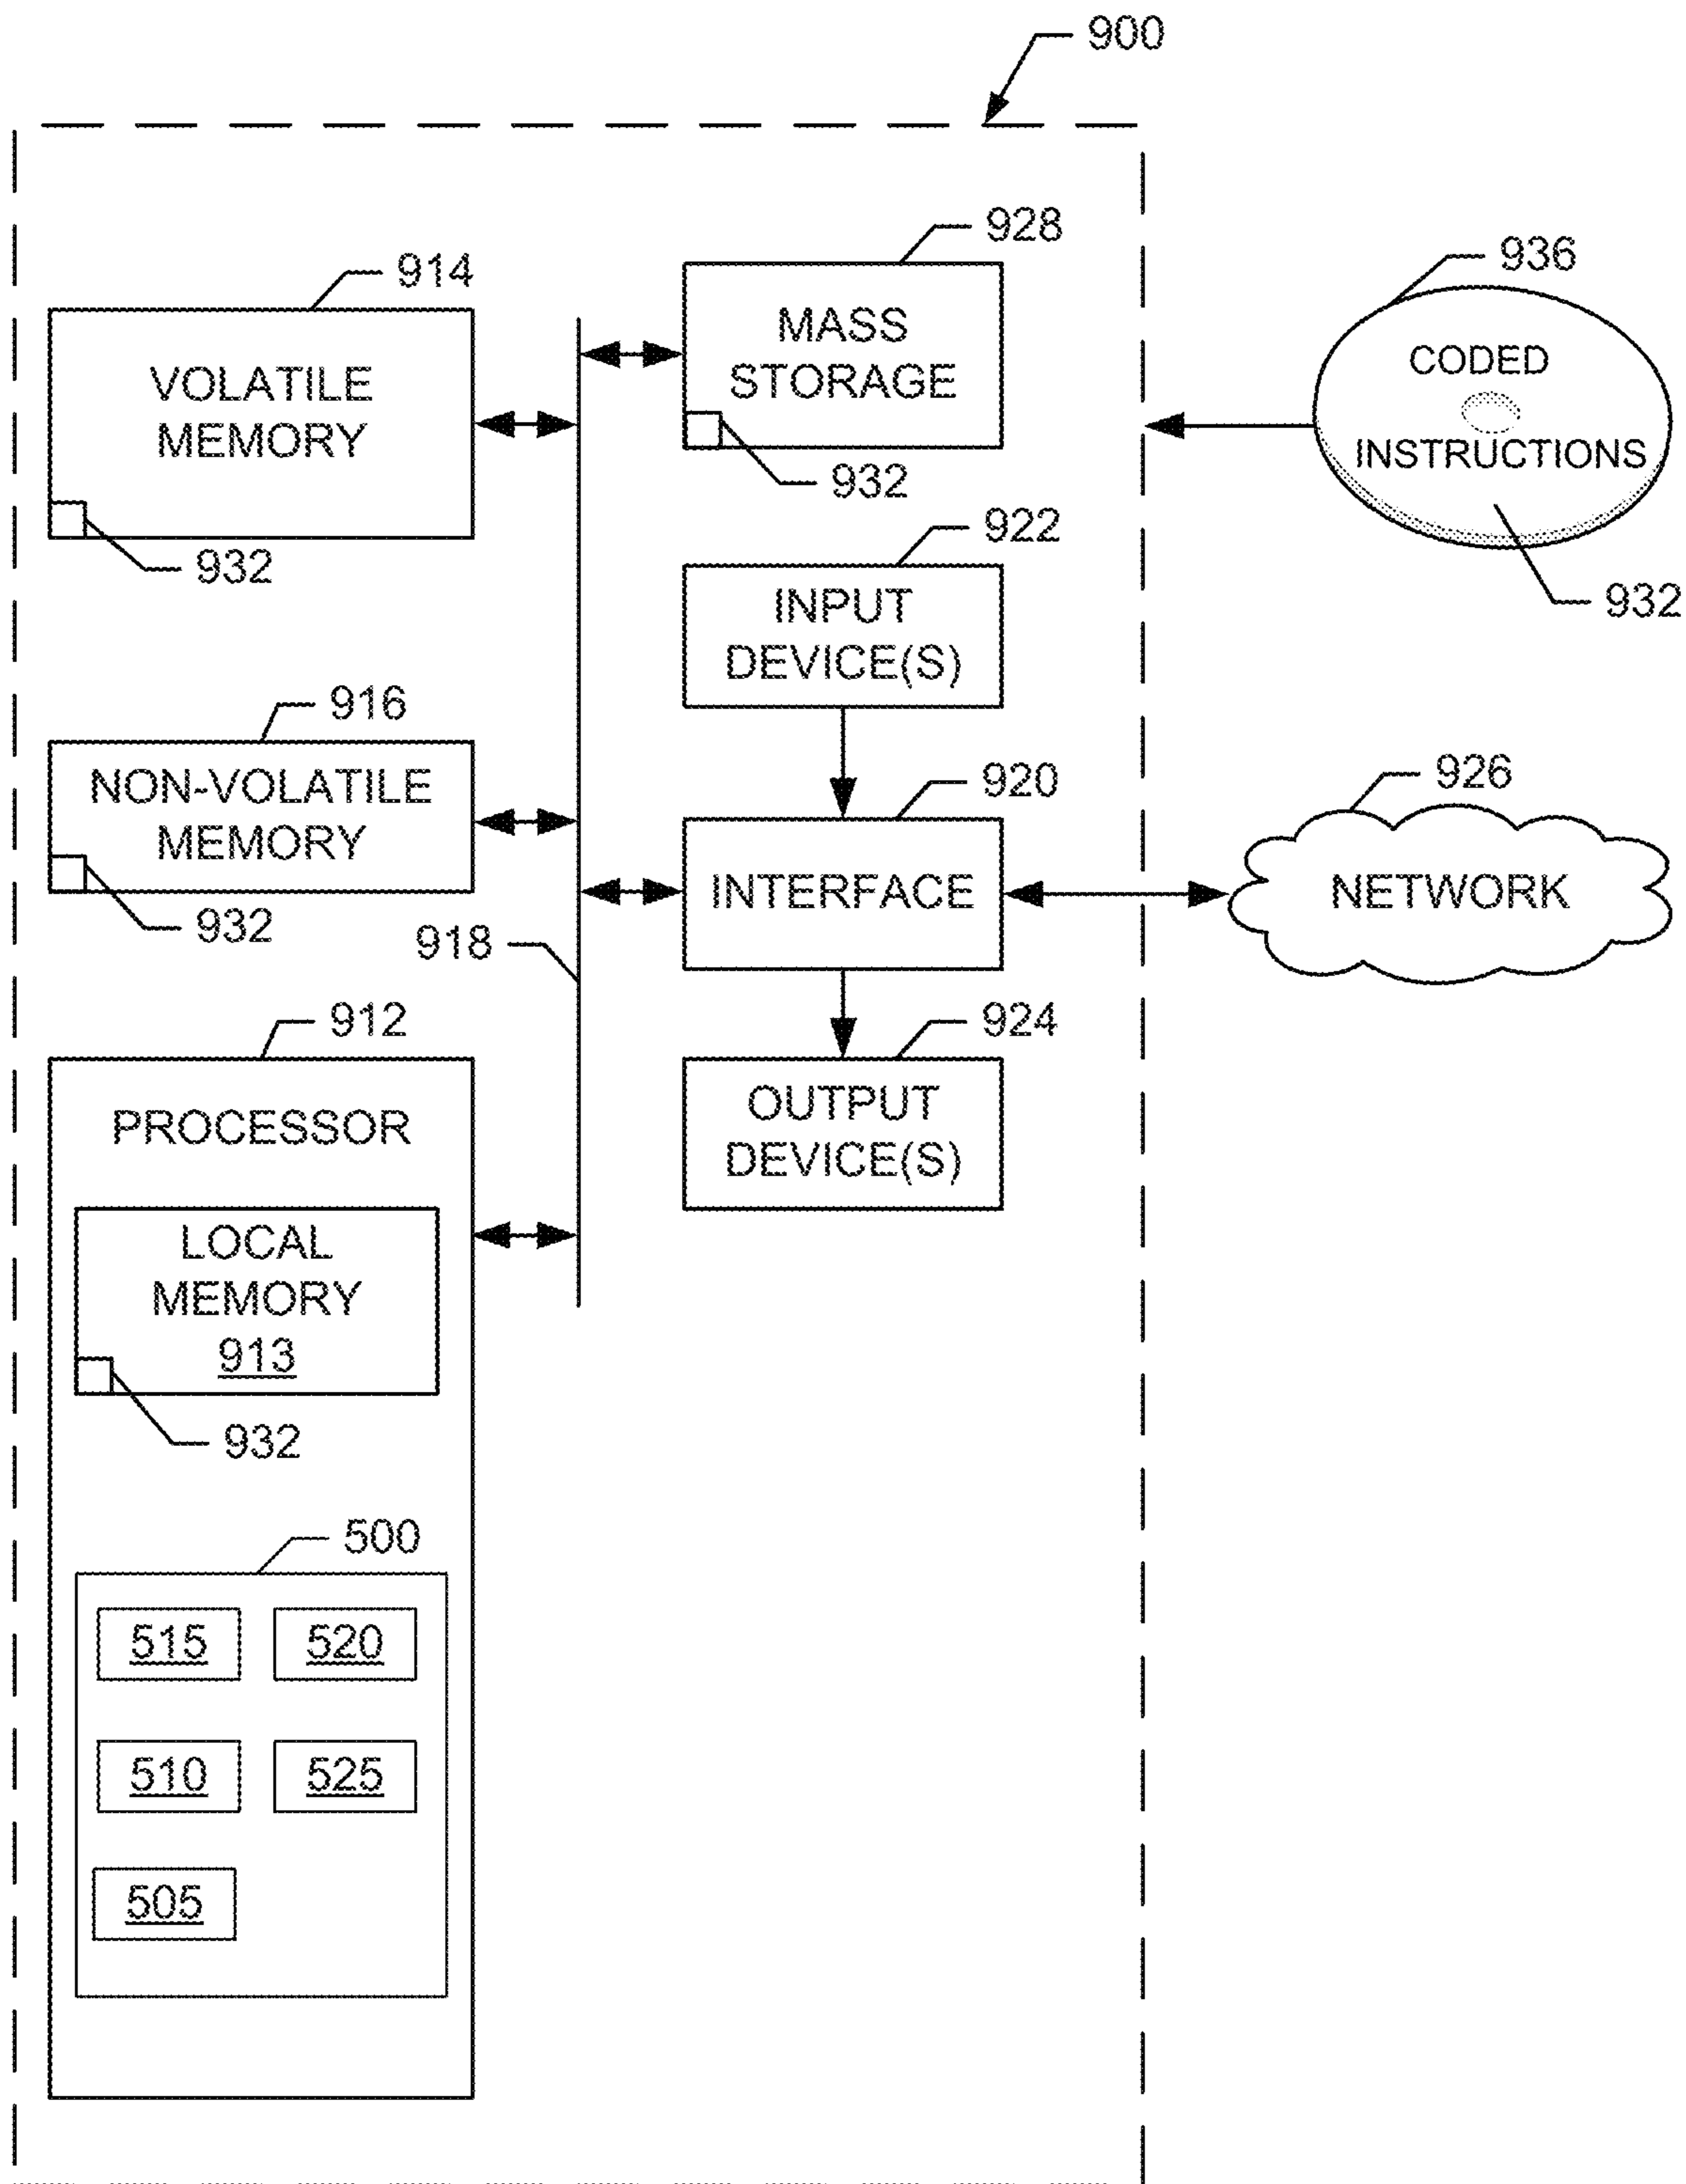 900
928
914
936
MASS
STORAGE
VOLATILE
MEMORY
CODED
INSTRUCTIONS
932
932
922
932
INPUT
DEVICE(S)
916
920
926
NON-VOLATILE
MEMORY
INTERFACE
NETWORK
932
918
912
924
PROCESSOR
OUTPUT
DEVICE(S)
LOCAL
MEMORY
913
932
500
515 520
510 525
505